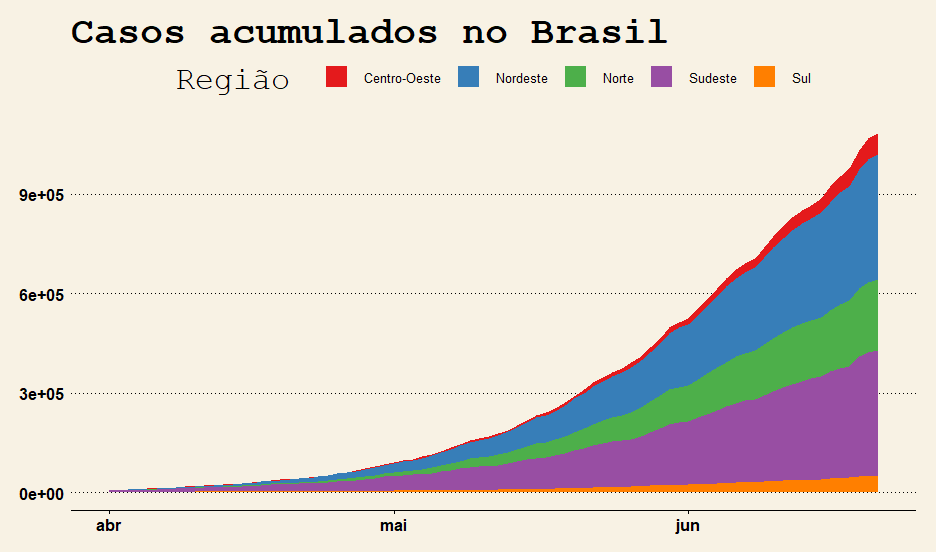 Casos acumulados no Brasil
Região Centro-Oeste Nordeste Norte Sudeste Sul
9e+05
6e+05
3e+05
0e+00
abr mai jun